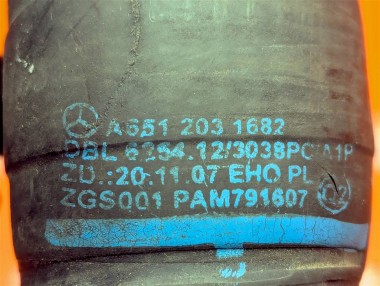 A651 203 1682
DBL 6254.12/3038PC A1P
ZD.:20.11.07 EHO PL
ZGS001 PAM791607